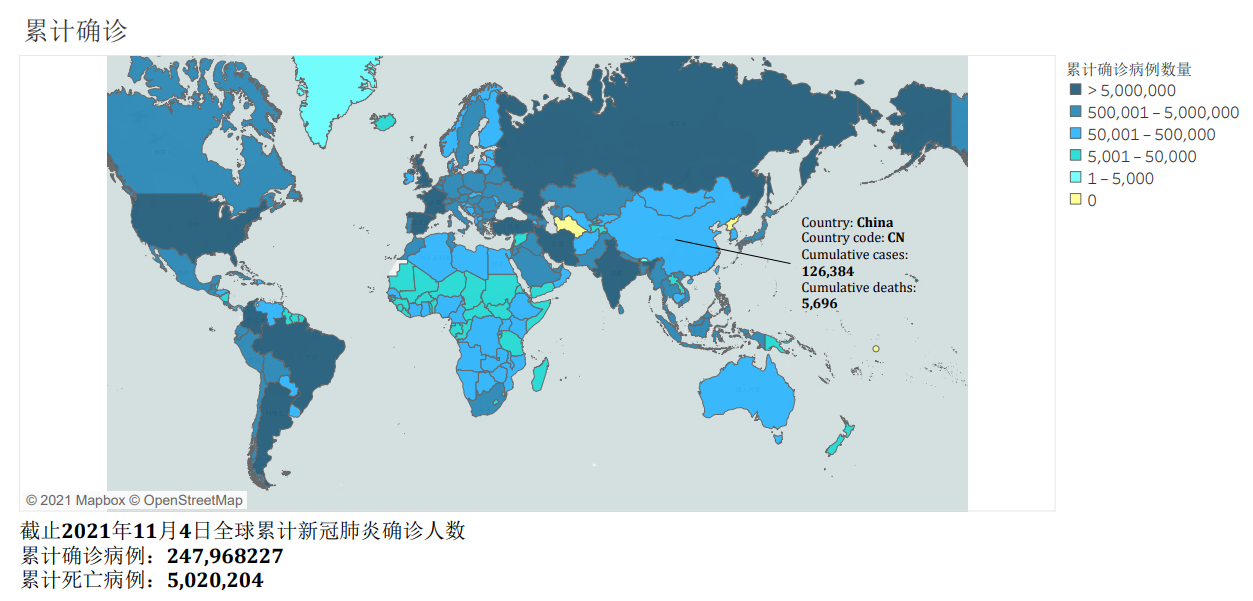 累计确诊
累计确诊病例数量
> 5,000,000
500,001 – 5,000,000
50,001 – 500,000
5,001 – 50,000
1 – 5,000
0
Country: China
Country code: CN
Cumulative cases:
126,384
Cumulative deaths:
5,696
© 2021 Mapbox © OpenStreetMap
截止2021年11月4日全球累计新冠肺炎确诊人数
累计确诊病例：247,968227
累计死亡病例：5,020,204